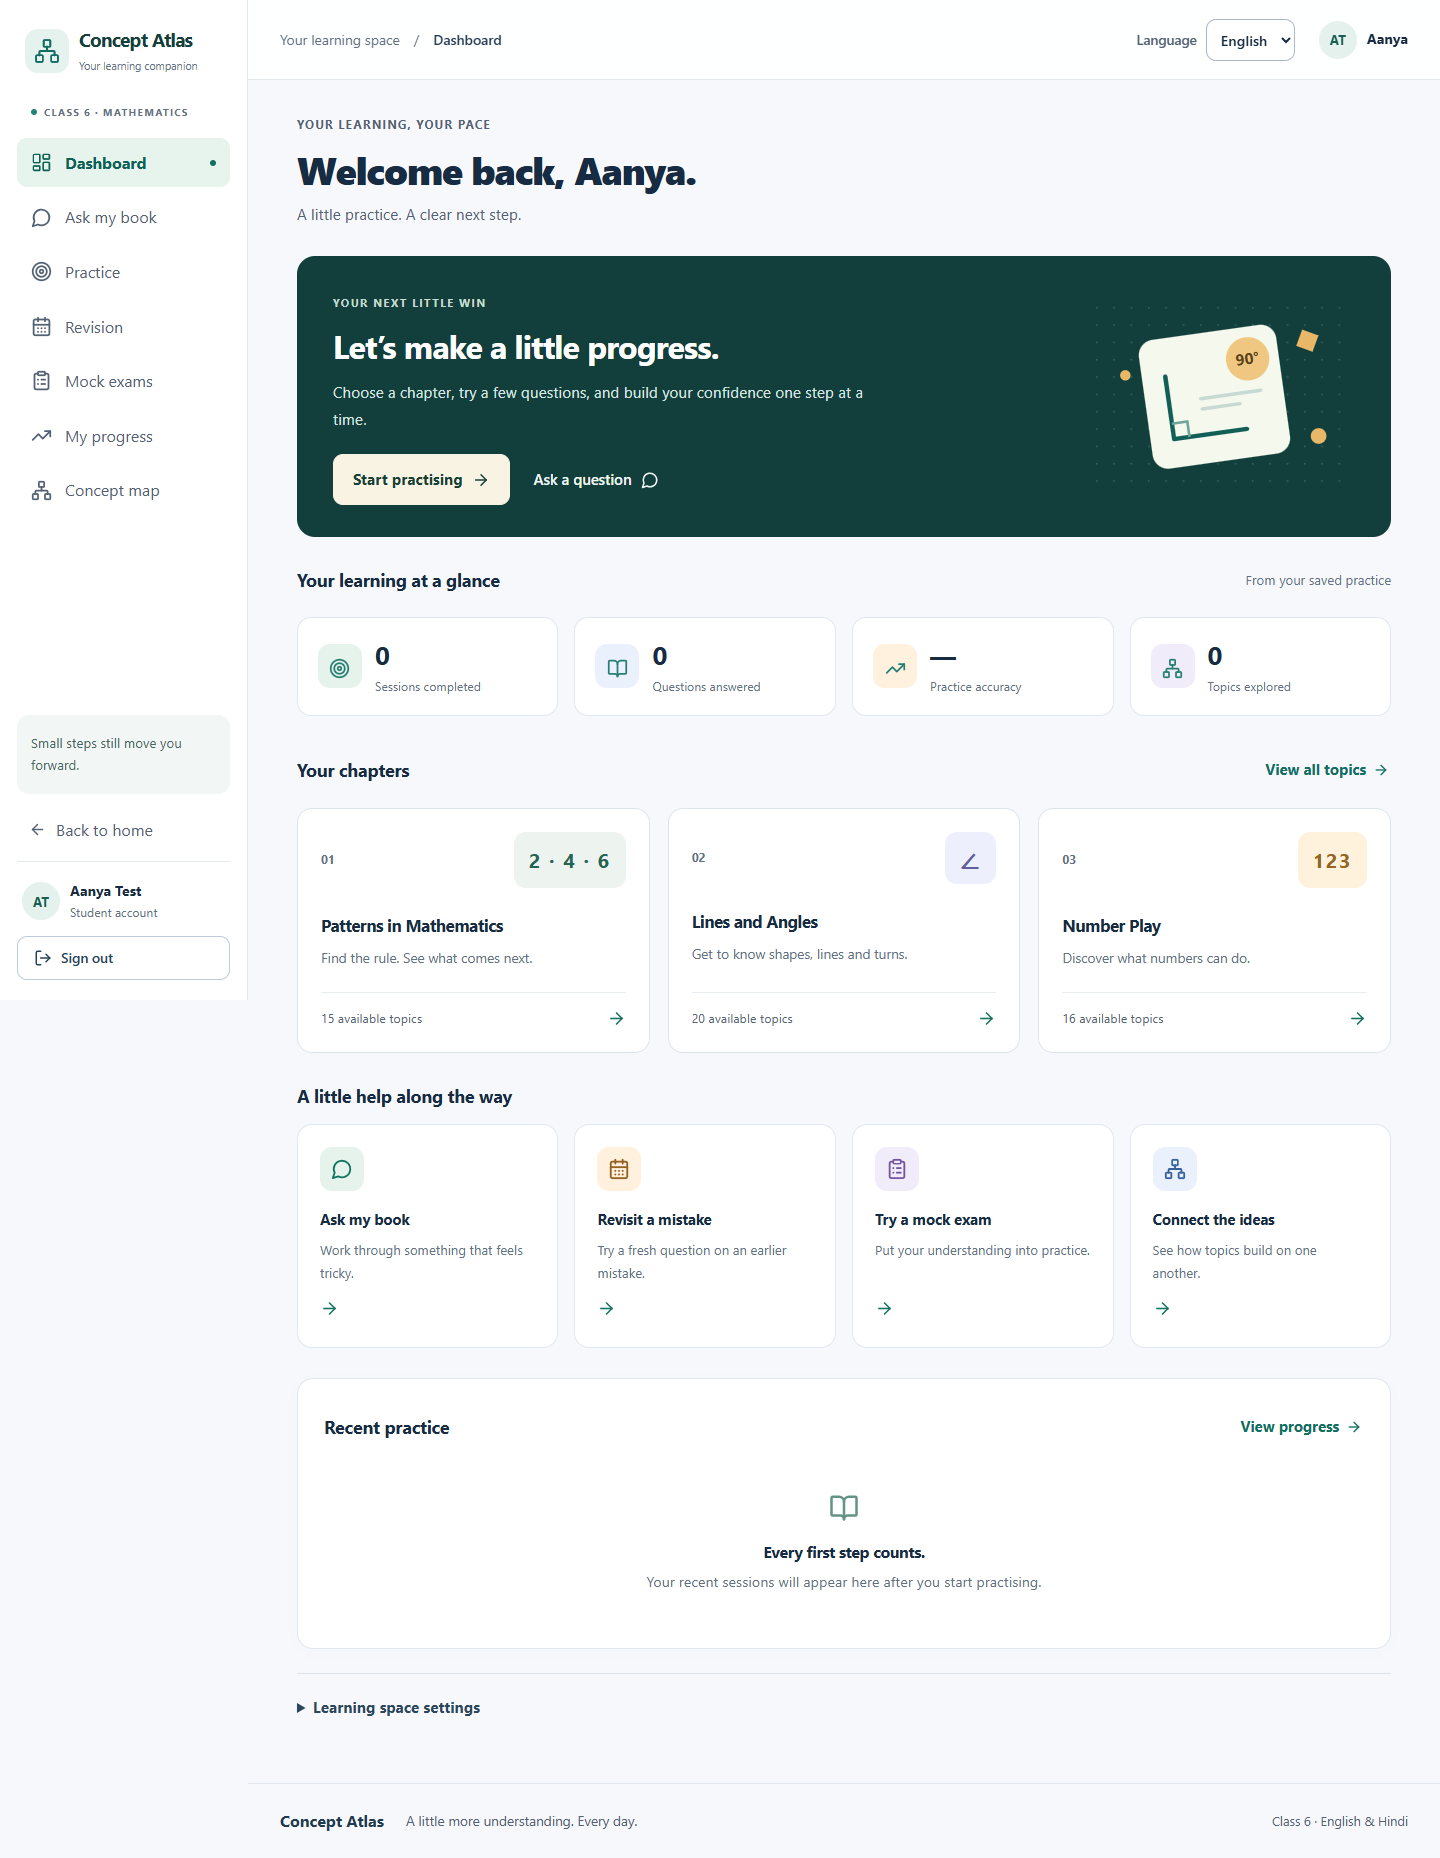 Concept Atlas
Your learning companion
CLASS 6 · MATHEMATICS
Dashboard
Ask my book
Practice
Revision
Mock exams
My progress
Concept map
Small steps still move you
forward.
Back to home
AT
Aanya Test
Student account
Sign out
Your learning space / Dashboard
Language
English
AT
Aanya
YOUR LEARNING, YOUR PACE
Welcome back, Aanya.
A little practice. A clear next step.
YOUR NEXT LITTLE WIN
Let’s make a little progress.
Choose a chapter, try a few questions, and build your confidence one step at a
time.
Start practising
Ask a question
90°
Your learning at a glance
From your saved practice
0
Sessions completed
0
Questions answered
—
Practice accuracy
0
Topics explored
Your chapters
View all topics
01
2 · 4 · 6
Patterns in Mathematics
Find the rule. See what comes next.
15 available topics
02
∠
Lines and Angles
Get to know shapes, lines and turns.
20 available topics
03
123
Number Play
Discover what numbers can do.
16 available topics
A little help along the way
Ask my book
Work through something that feels
tricky.
Revisit a mistake
Try a fresh question on an earlier
mistake.
Try a mock exam
Put your understanding into practice.
Connect the ideas
See how topics build on one
another.
Recent practice
View progress
Every first step counts.
Your recent sessions will appear here after you start practising.
Learning space settings
Concept Atlas
A little more understanding. Every day.
Class 6 · English & Hindi